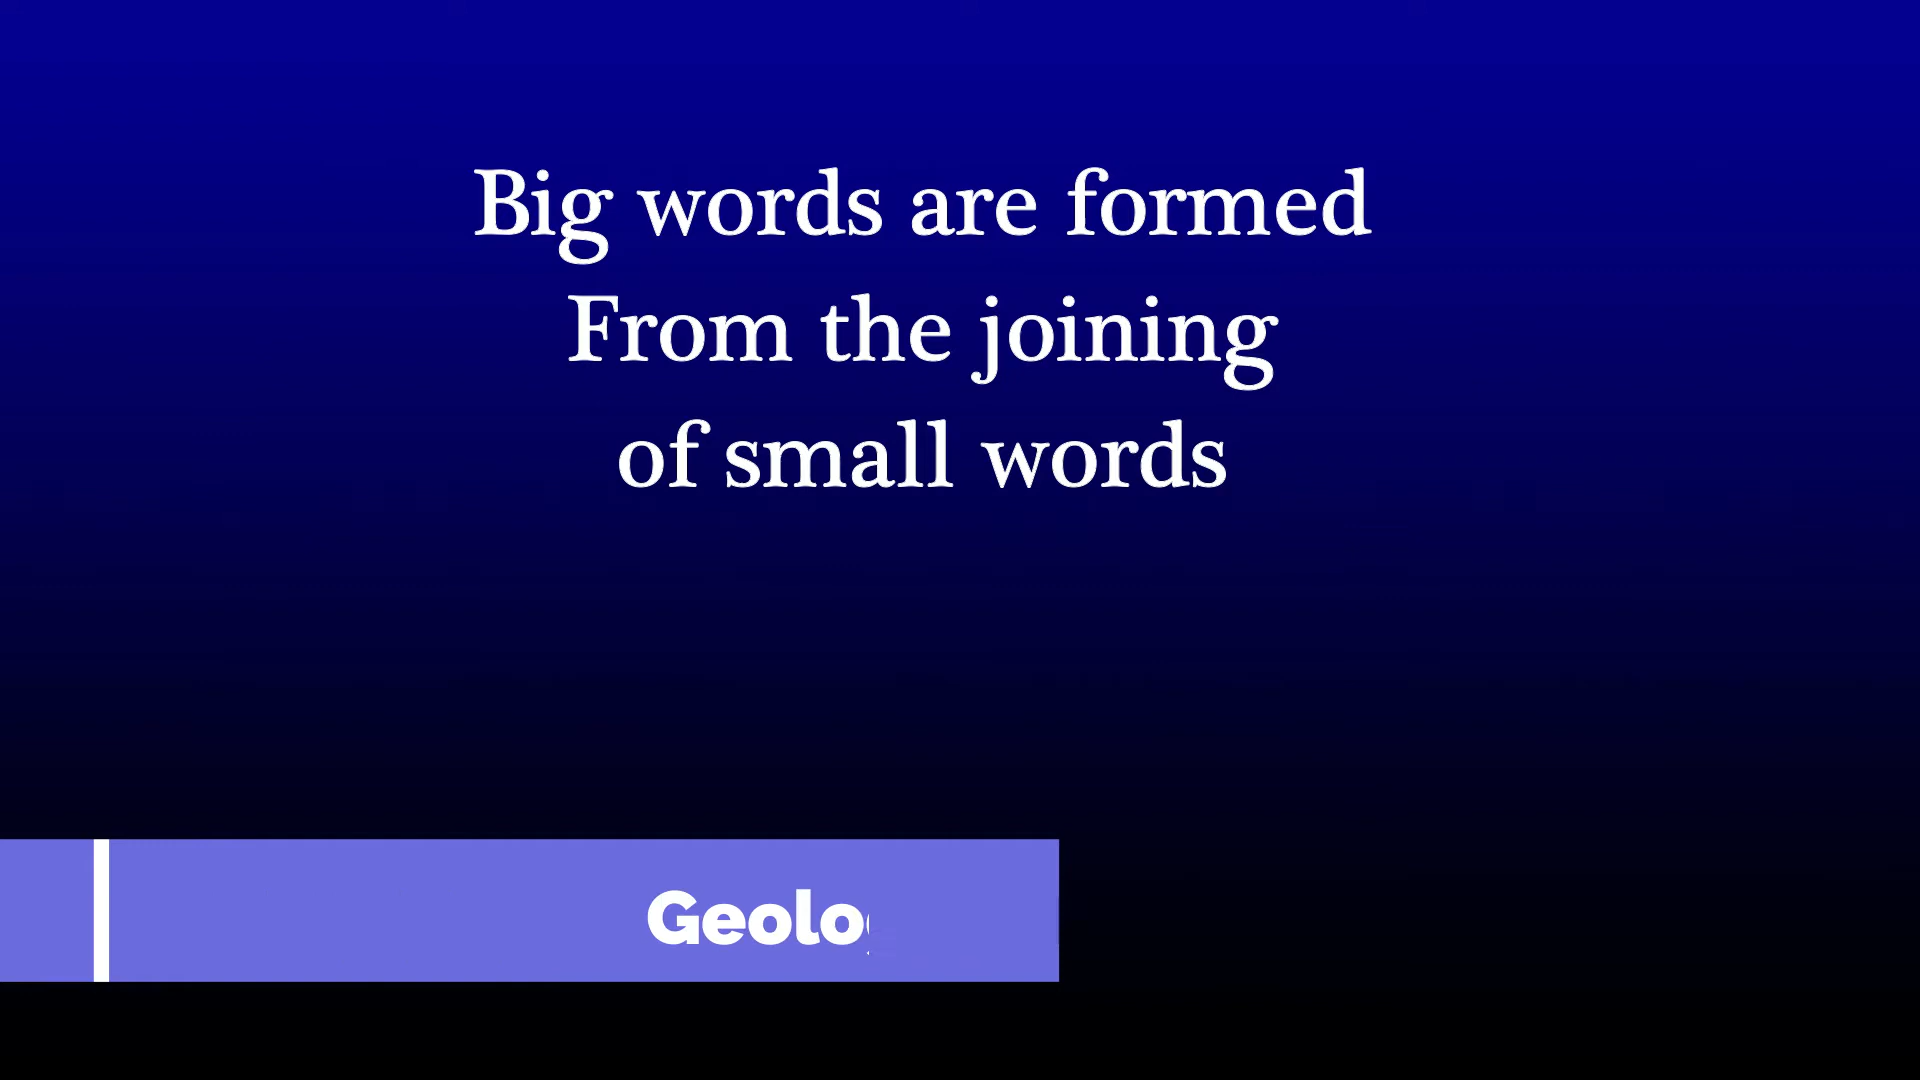 Big words are formed
From the joining
of small words
Geolo